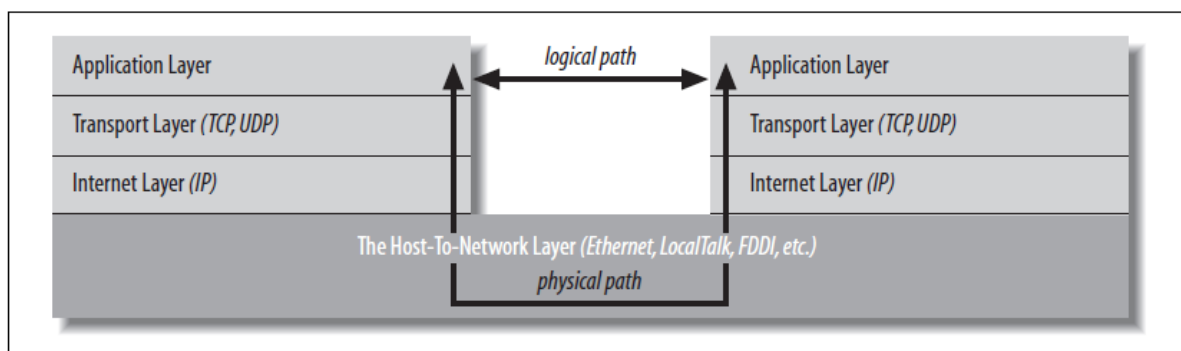 Application Layer
logical path
Application Layer
Transport Layer (TCP, UDP)
Transport Layer (TCP, UDP)
Internet Layer (IP)
Internet Layer (IP)
The Host-To-Network Layer (Ethernet, LocalTalk, FDDI, etc.)
physical path